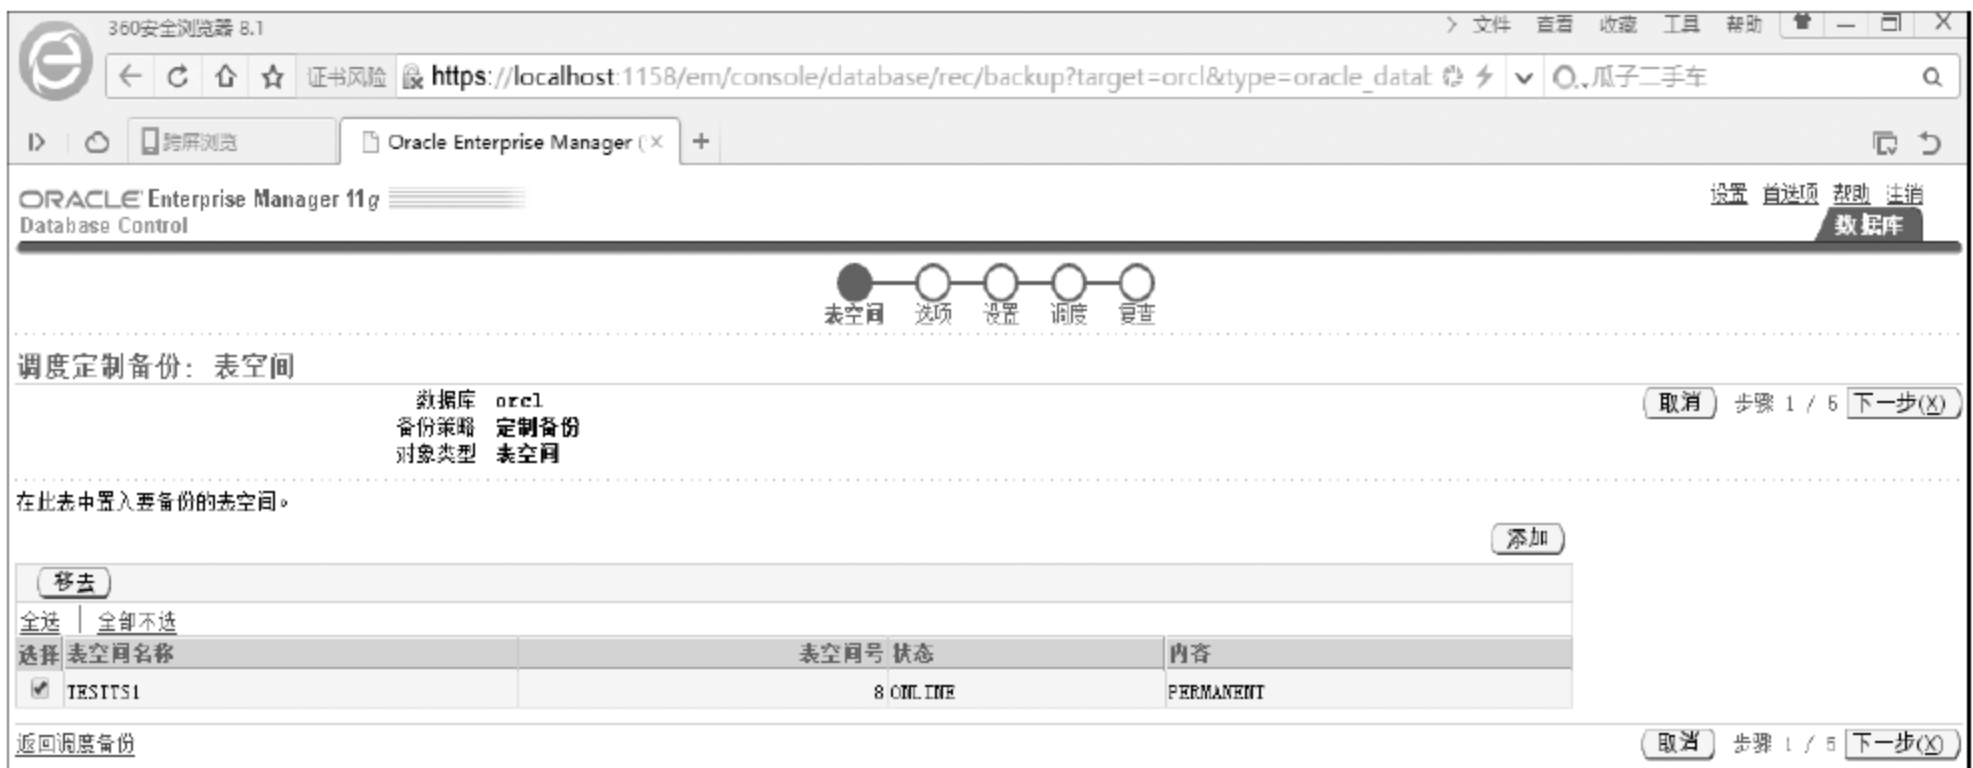 360安全浏览器 8.1
> 文件 查看 收藏 工具 帮助
证书风险 https://localhost:1158/em/console/database/rec/backup?target=orcl&type=oracle_datab 瓜子二手车
跨屏浏览 Oracle Enterprise Manager (
ORACLE Enterprise Manager 11g
Database Control
设置 首选项 帮助 注销
数据库
表空间 选项 设置 调度 复查
调度定制备份: 表空间
数据库 orcl
备份策略 定制备份
对象类型 表空间
取消 步骤 1 / 5 下一步(X)
在此表中置入要备份的表空间。
添加
移去
全选 | 全部不选
选择 表空间名称 表空间号 状态 内容
TESTTS1 8 ONLINE PERMANENT
返回调度备份
取消 步骤 1 / 5 下一步(X)